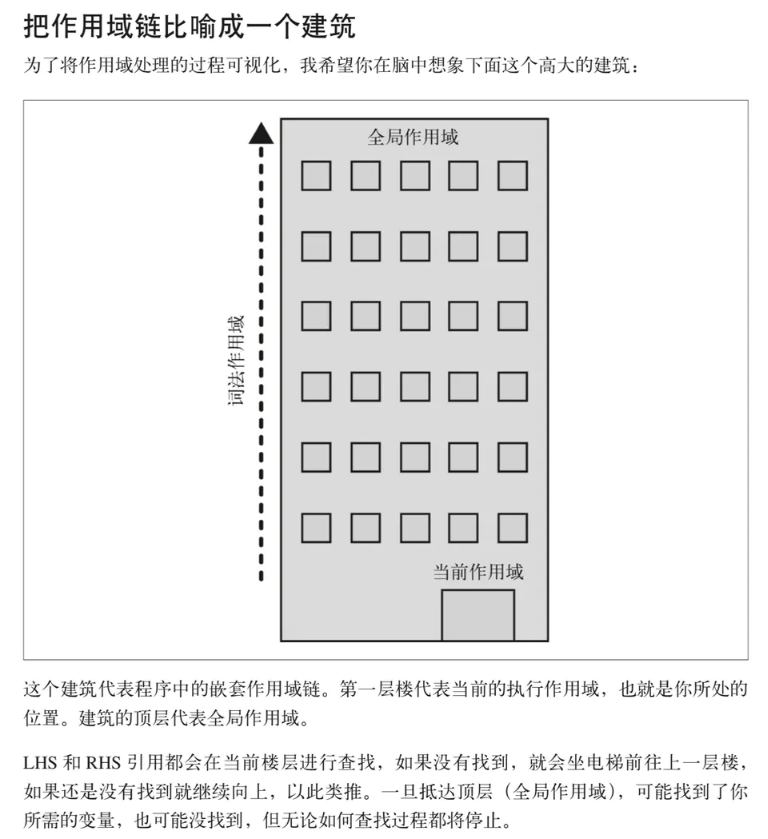 把作用域链比喻成一个建筑
为了将作用域处理的过程可视化，我希望你在脑中想象下面这个高大的建筑：
全局作用域
词法作用域
当前作用域
这个建筑代表程序中的嵌套作用域链。第一层楼代表当前的执行作用域，也就是你所处的
位置。建筑的顶层代表全局作用域。
LHS 和 RHS 引用都会在当前楼层进行查找，如果没有找到，就会坐电梯前往上一层楼，
如果还是没有找到就继续向上，以此类推。一旦抵达顶层（全局作用域），可能找到了你
所需的变量，也可能没找到，但无论如何查找过程都将停止。